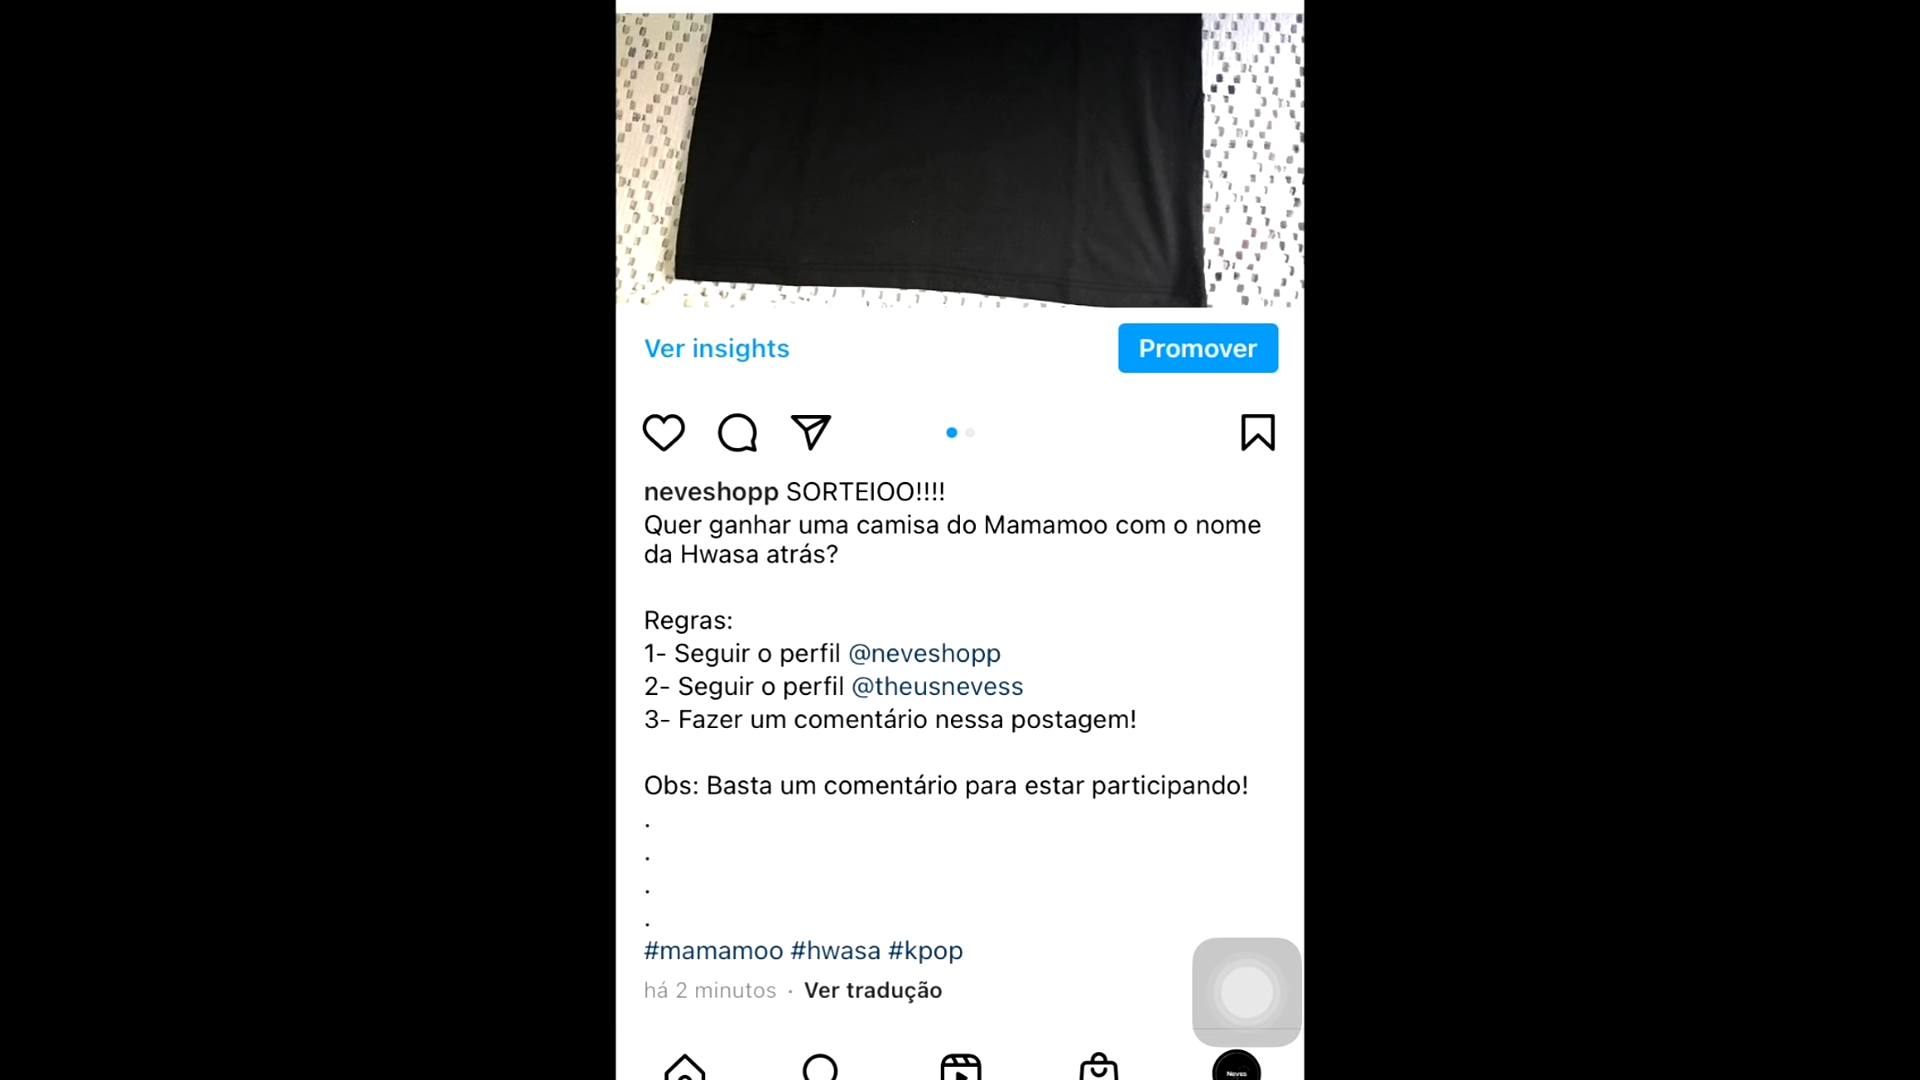 Ver insights
Promover
neveshopp SORTEIOO!!!!
Quer ganhar uma camisa do Mamamoo com o nome
da Hwasa atrás?
Regras:
1- Seguir o perfil @neveshopp
2- Seguir o perfil @theusnevess
3- Fazer um comentário nessa postagem!
Obs: Basta um comentário para estar participando!
.
.
.
.
#mamamoo #hwasa #kpop
há 2 minutos · Ver tradução
Neves